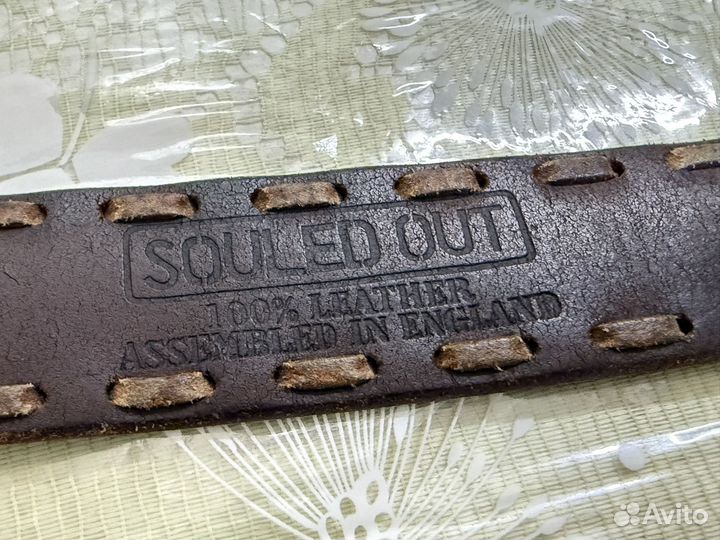 SOULED OUT
100% LEATHER
ASSEMBLED IN ENGLAND
Avito